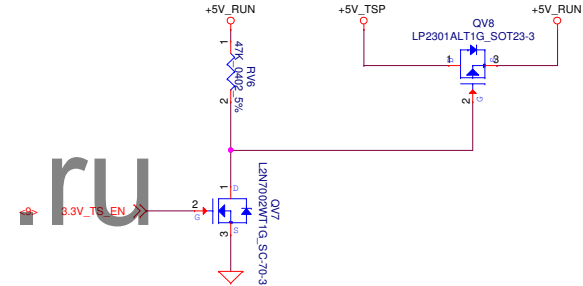 +5V_RUN
+5V_TSP
+5V_RUN
QV8
LP2301ALT1G_SOT23-3
1
3
2
G
1
47K_0402_5%
RV6
2
.ru
<9>
3.3V_TS_EN
2
G
1
D
3
S
QV7
L2N7002WT1G_SC-70-3